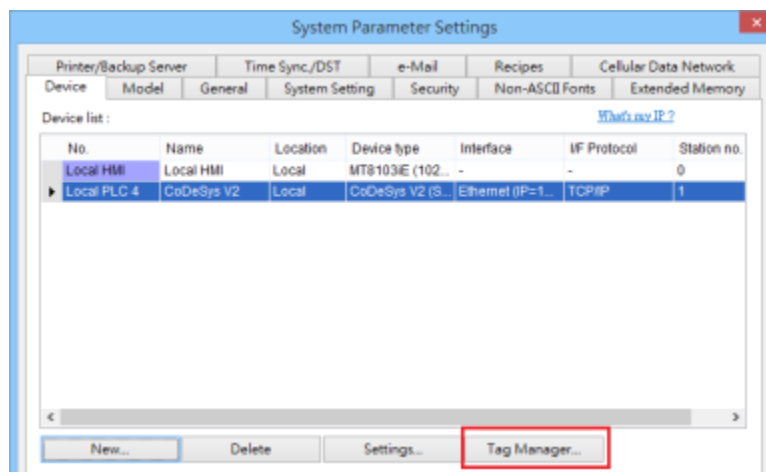 System Parameter Settings
Printer/Backup Server Time Sync./DST e-Mail Recipes Cellular Data Network
Device Model General System Setting Security Non-ASCII Fonts Extended Memory
Device list : What's my IP ?
No. Name Location Device type Interface I/F Protocol Station no.
Local HMI Local HMI Local MT8103iE (102... - - 0
Local PLC 4 CoDeSys V2 Local CoDeSys V2 (S... Ethernet (IP=1... TCP/IP 1
New... Delete Settings... Tag Manager...